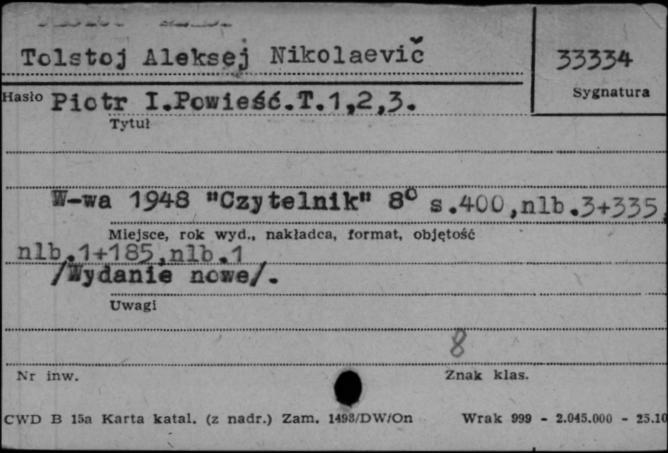 Tolstoj Aleksej Nikolaevič
33334
Hasło Piotr I.Powieść.T.1,2,3.
Sygnatura
Tytuł
W-wa 1948 "Czytelnik" 8° s.400,nlb.3+335,
Miejsce, rok wyd., nakładca, format, objętość
nlb.1+185,nlb.1
/Wydanie nowe/.
Uwagi
8
Nr inw.
Znak klas.
CWD B 15a Karta katal. (z nadr.) Zam. 1493/DW/On Wrak 999 - 2.045.000 - 25.10